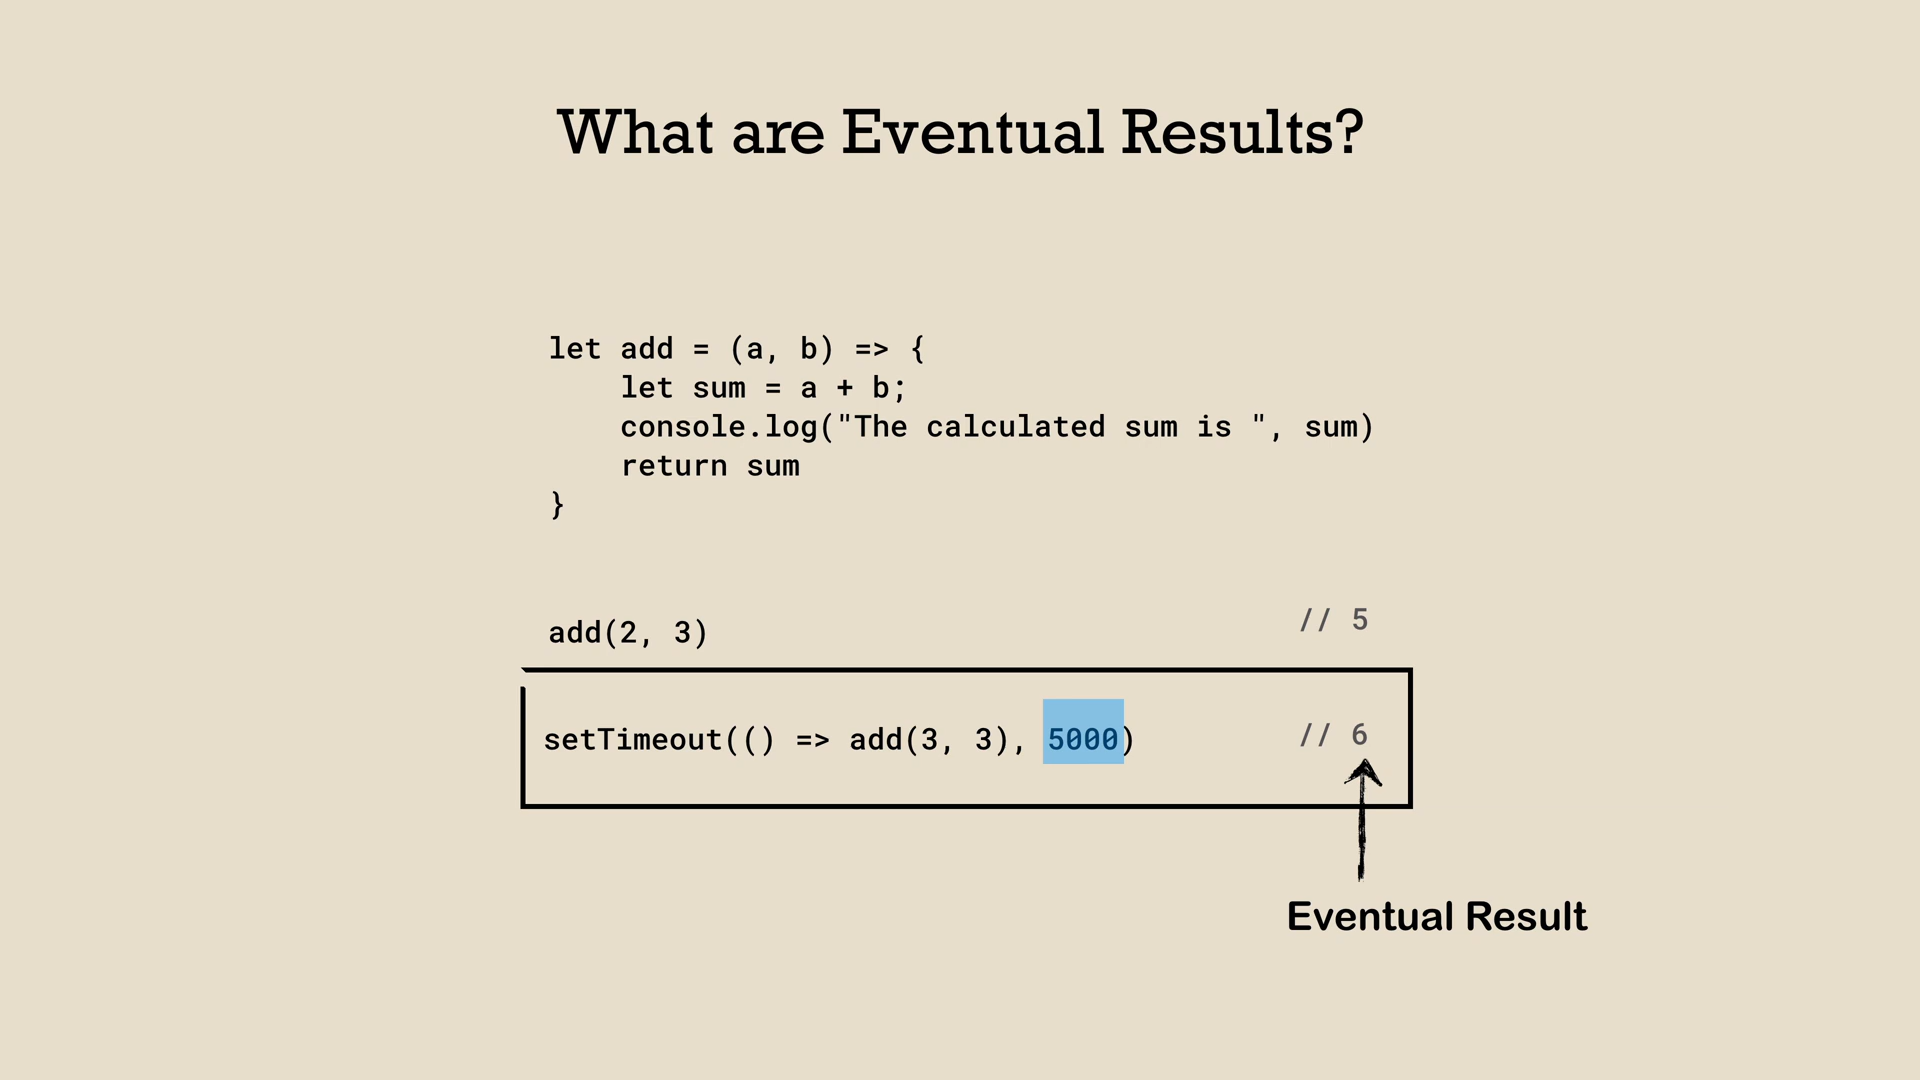 What are Eventual Results?
let add = (a, b) => {
    let sum = a + b;
    console.log("The calculated sum is ", sum)
    return sum
}
add(2, 3) // 5
setTimeout(() => add(3, 3), 5000) // 6
Eventual Result